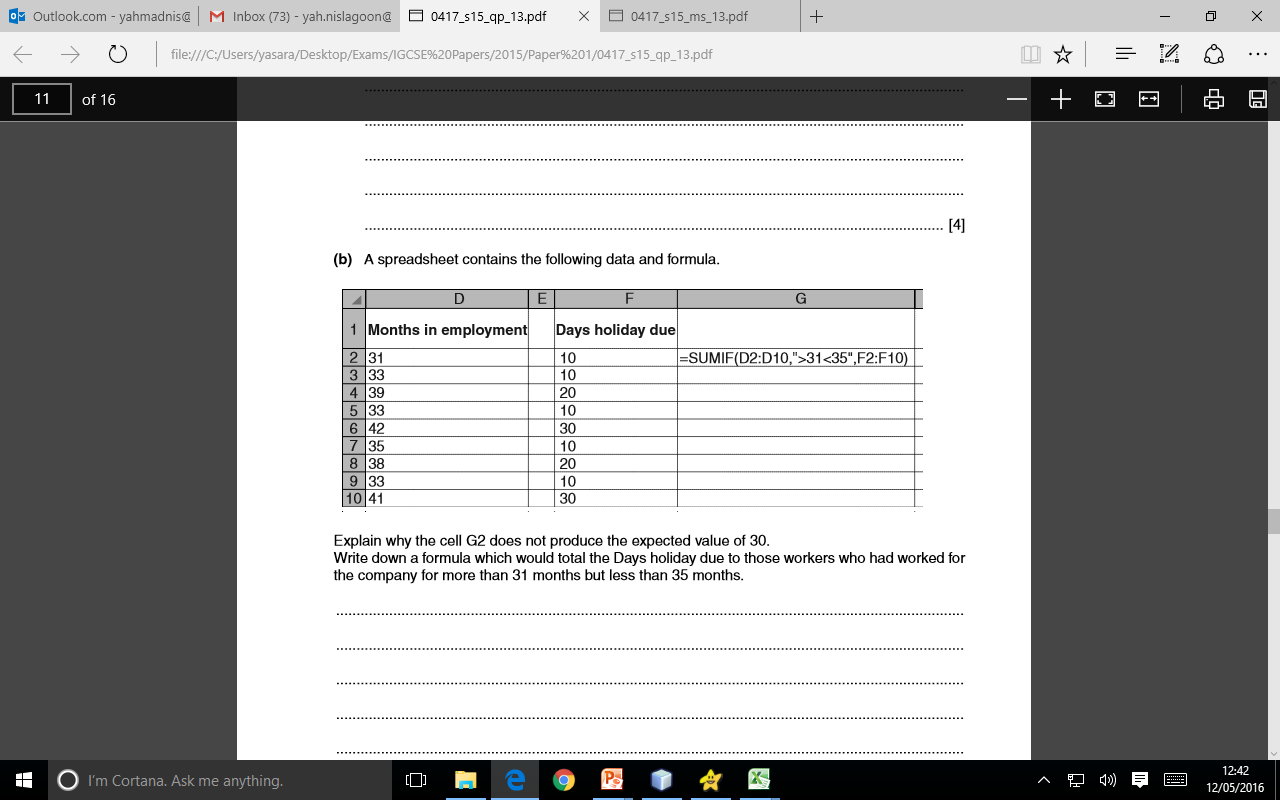 Outlook.com - yahmadnis@
Inbox (73) - yah.nislagoon@
0417_s15_qp_13.pdf
0417_s15_ms_13.pdf
file:///C:/Users/yasara/Desktop/Exams/IGCSE%20Papers/2015/Paper%201/0417_s15_qp_13.pdf
11 of 16
[4]
(b) A spreadsheet contains the following data and formula.
D E F G
1 Months in employment Days holiday due
2 31 10 =SUMIF(D2:D10,">31<35",F2:F10)
3 33 10
4 39 20
5 33 10
6 42 30
7 35 10
8 38 20
9 33 10
10 41 30
Explain why the cell G2 does not produce the expected value of 30.
Write down a formula which would total the Days holiday due to those workers who had worked for
the company for more than 31 months but less than 35 months.
I'm Cortana. Ask me anything.
12:42
12/05/2016